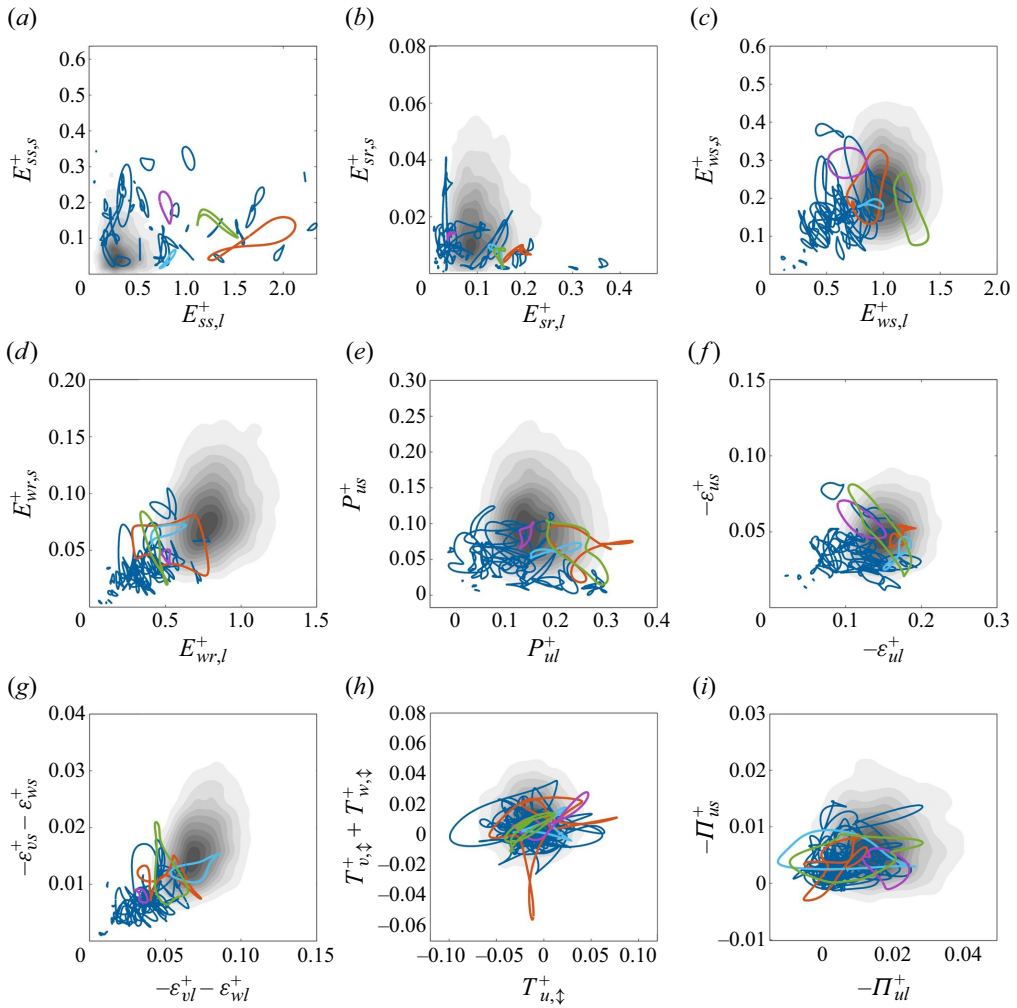 (a) (b) (c)
0.6 0.08 0.6
0.5 0.06 0.5
0.4 0.4
E⁺ss,s 0.3 E⁺sr,s 0.04 E⁺ws,s 0.3
0.2 0.02 0.2
0.1 0.1
0 0.5 1.0 1.5 2.0 0 0.1 0.2 0.3 0.4 0 0.5 1.0 1.5 2.0
E⁺ss,l E⁺sr,l E⁺ws,l
(d) (e) (f)
0.20 0.30 0.15
0.15 0.25 0.10
0.10 0.20 0.05
0.05 0.15
0.10
0.05
0
E⁺wr,s P⁺us −ε⁺us
0 0.5 1.0 1.5 0 0.1 0.2 0.3 0.4 0 0.1 0.2 0.3
E⁺wr,l P⁺ul −ε⁺ul
(g) (h) (i)
0.04 0.08 0.03
0.03 0.06 0.02
0.02 0.04 0.01
0.01 0.02 0
0 −0.01
−0.02
−0.04
−0.06
−ε⁺vs − ε⁺ws T⁺v,↕ + T⁺w,↕ −Π⁺us
0 0.05 0.10 0.15 −0.10 −0.05 0 0.05 0.10 0 0.02 0.04
−ε⁺vl − ε⁺wl T⁺u,↕ −Π⁺ul